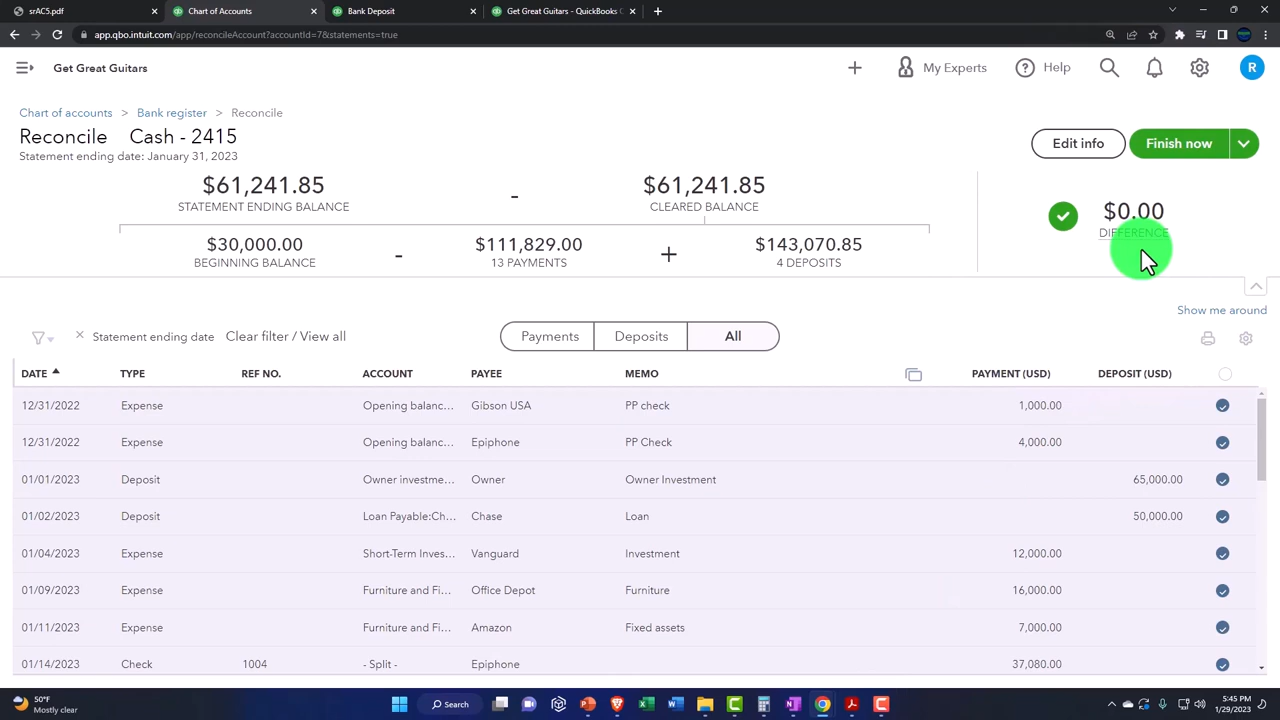 srAC5.pdf
Chart of Accounts
Bank Deposit
Get Great Guitars - QuickBooks C
app.qbo.intuit.com/app/reconcileAccount?accountId=7&statements=true
Get Great Guitars
My Experts
Help
R
Chart of accounts > Bank register > Reconcile
Reconcile Cash - 2415
Statement ending date: January 31, 2023
Edit info
Finish now
$61,241.85
STATEMENT ENDING BALANCE
-
$61,241.85
CLEARED BALANCE
$30,000.00
BEGINNING BALANCE
-
$111,829.00
13 PAYMENTS
+
$143,070.85
4 DEPOSITS
$0.00
DIFFERENCE
Show me around
× Statement ending date Clear filter / View all
Payments Deposits All
DATE TYPE REF NO. ACCOUNT PAYEE MEMO PAYMENT (USD) DEPOSIT (USD)
12/31/2022 Expense Opening balanc... Gibson USA PP check 1,000.00
12/31/2022 Expense Opening balanc... Epiphone PP Check 4,000.00
01/01/2023 Deposit Owner investme... Owner Owner Investment 65,000.00
01/02/2023 Deposit Loan Payable:Ch... Chase Loan 50,000.00
01/04/2023 Expense Short-Term Inves... Vanguard Investment 12,000.00
01/09/2023 Expense Furniture and Fi... Office Depot Furniture 16,000.00
01/11/2023 Expense Furniture and Fi... Amazon Fixed assets 7,000.00
01/14/2023 Check 1004 - Split - Epiphone 37,080.00
50°F
Mostly clear
Search
5:45 PM
1/29/2023